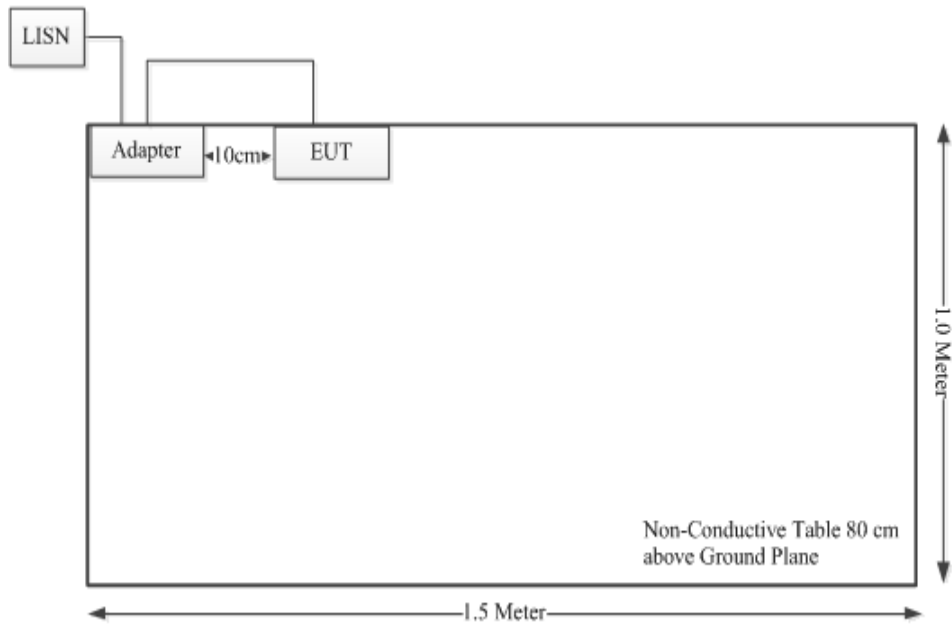 LISN
Adapter
10cm
EUT
1.0 Meter
Non-Conductive Table 80 cm
above Ground Plane
1.5 Meter